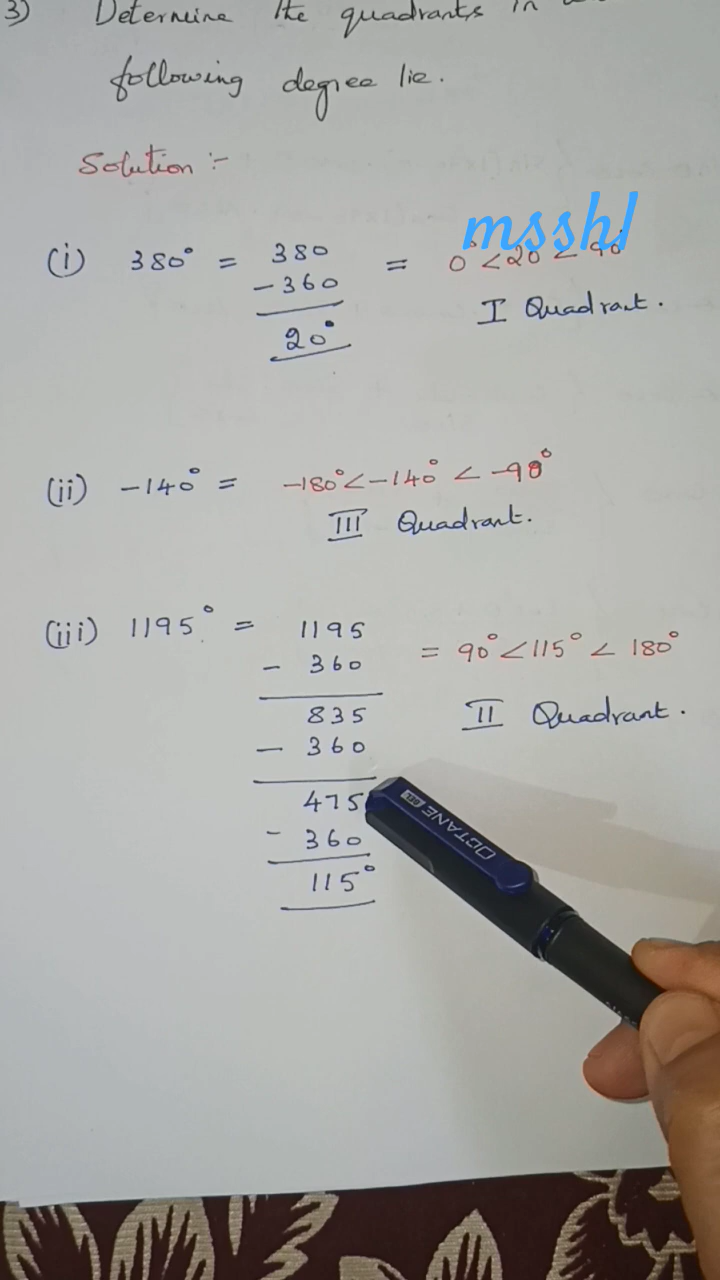 3) Determine the quadrants in
following degree lie.
Solution :-
msshl
(i) 380° = 380 = 0° < 20 < 90°
- 360
20°
I Quadrant.
(ii) -140° = -180° < -140° < -90°
III Quadrant.
(iii) 1195° = 1195 = 90° < 115° < 180°
- 360
835 II Quadrant.
- 360
475
- 360
115°
OCTANE GEL